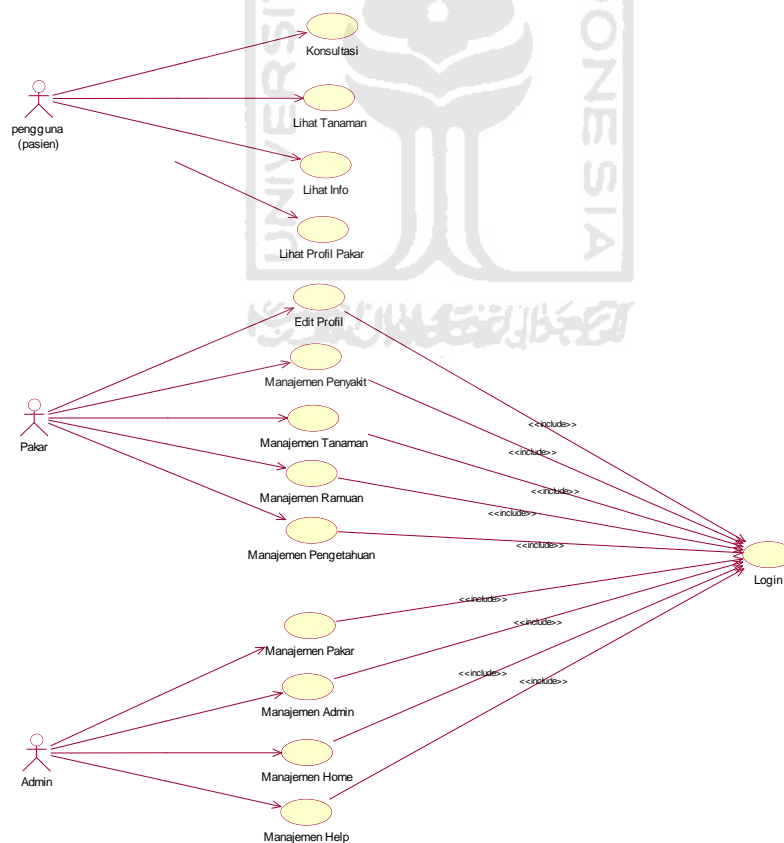 Konsultasi
pengguna
(pasien)
Lihat Tanaman
Lihat Info
Lihat Profil Pakar
Edit Profil
Manajemen Penyakit
Pakar
Manajemen Tanaman
Manajemen Ramuan
Manajemen Pengetahuan
<<include>>
<<include>>
<<include>>
<<include>>
<<include>>
Login
<<include>>
<<include>>
<<include>>
<<include>>
Manajemen Pakar
Manajemen Admin
Admin
Manajemen Home
Manajemen Help